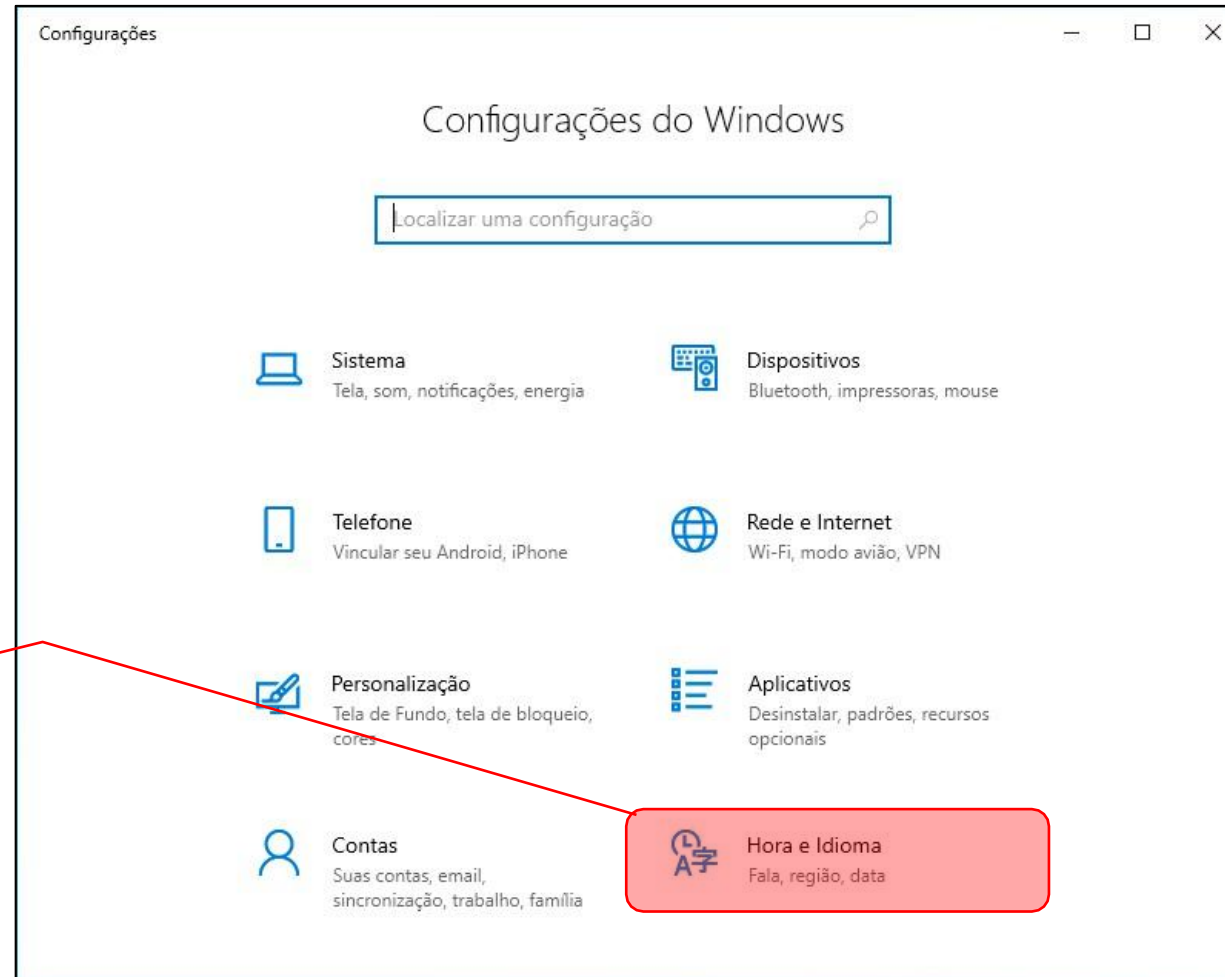 Configurações
Configurações do Windows
Localizar uma configuração
Sistema
Tela, som, notificações, energia
Dispositivos
Bluetooth, impressoras, mouse
Telefone
Vincular seu Android, iPhone
Rede e Internet
Wi-Fi, modo avião, VPN
Personalização
Tela de Fundo, tela de bloqueio,
cores
Aplicativos
Desinstalar, padrões, recursos
opcionais
Contas
Suas contas, email,
sincronização, trabalho, família
Hora e Idioma
Fala, região, data